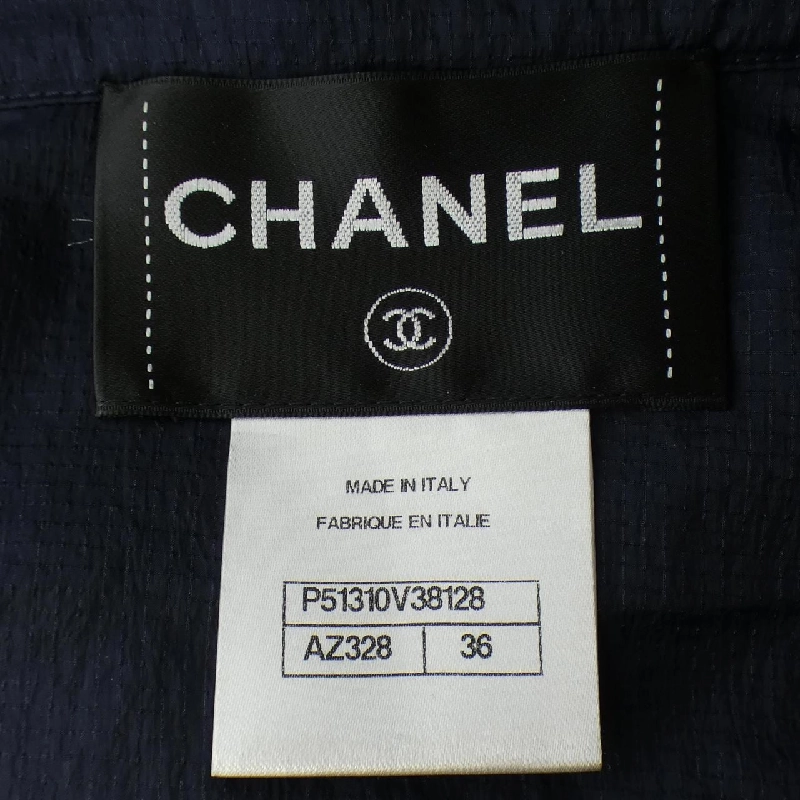 CHANEL
MADE IN ITALY
FABRIQUE EN ITALIE
P51310V38128
AZ328 36